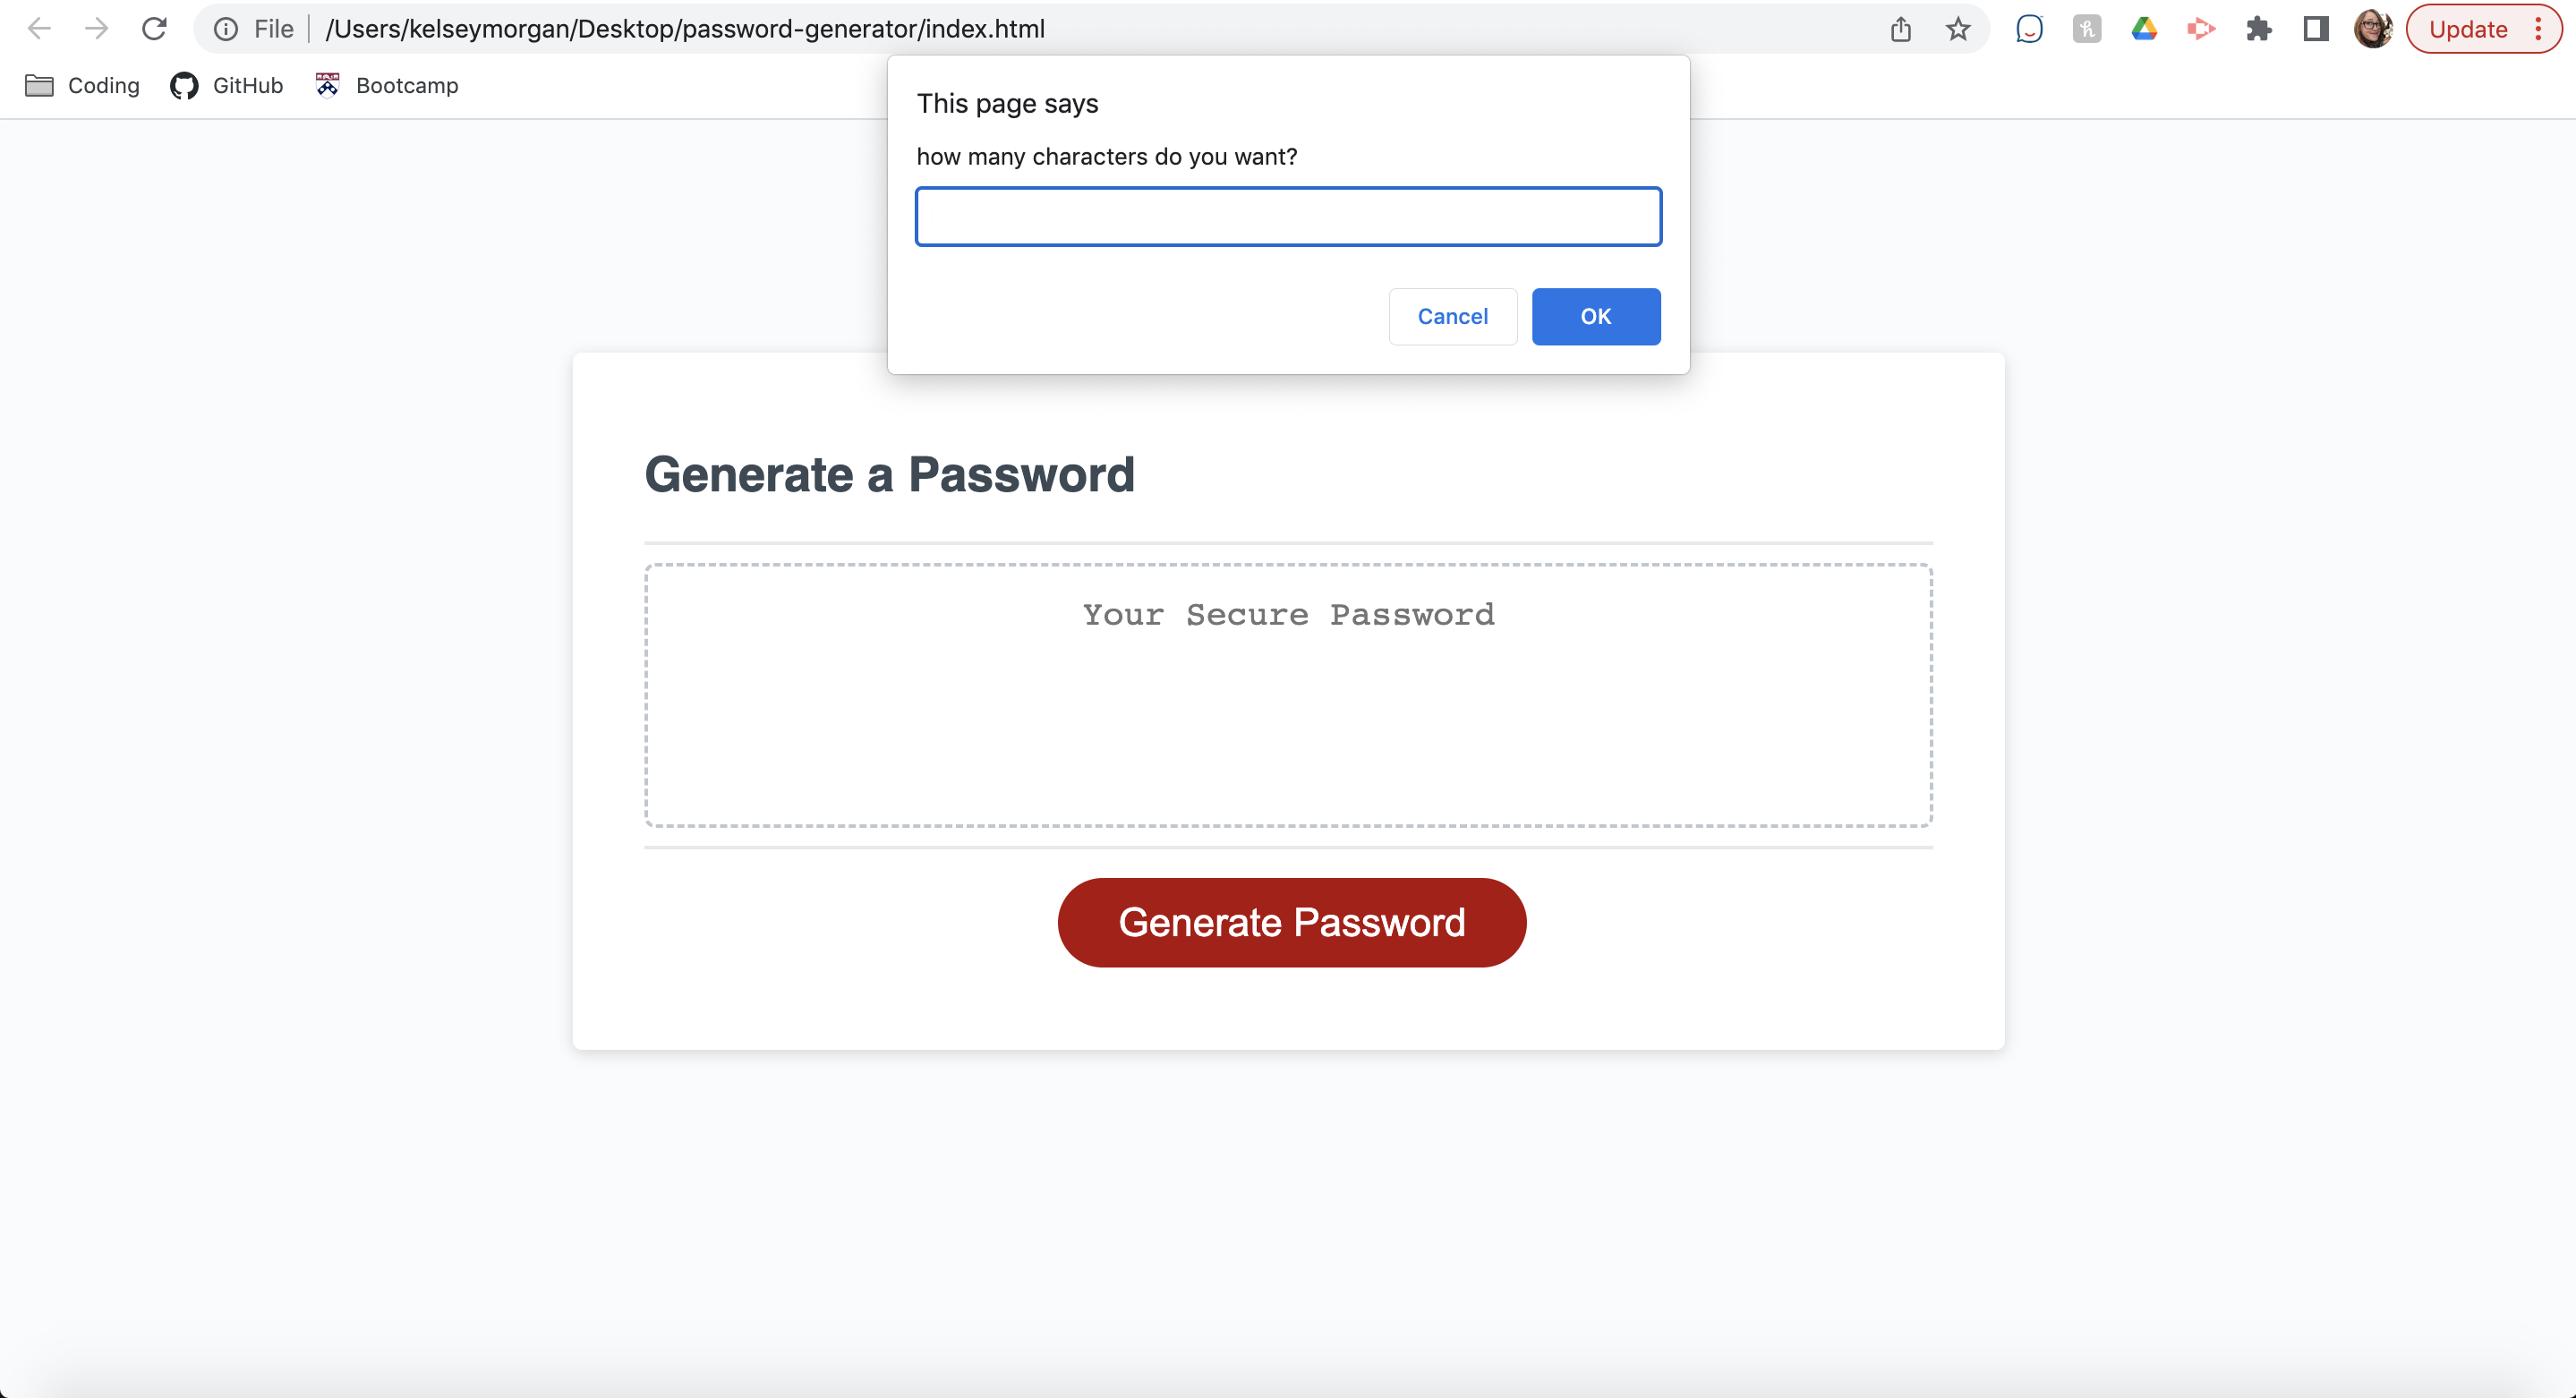 File /Users/kelseymorgan/Desktop/password-generator/index.html Update
Coding GitHub Bootcamp
This page says
how many characters do you want?
Cancel OK
Generate a Password
Your Secure Password
Generate Password